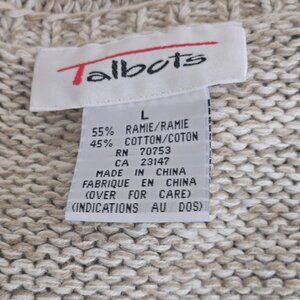 Talbots
L
55% RAMIE/RAMIE
45% COTTON/COTON
RN 70753
CA 23147
MADE IN CHINA
FABRIQUE EN CHINA
(OVER FOR CARE)
(INDICATIONS AU DOS)